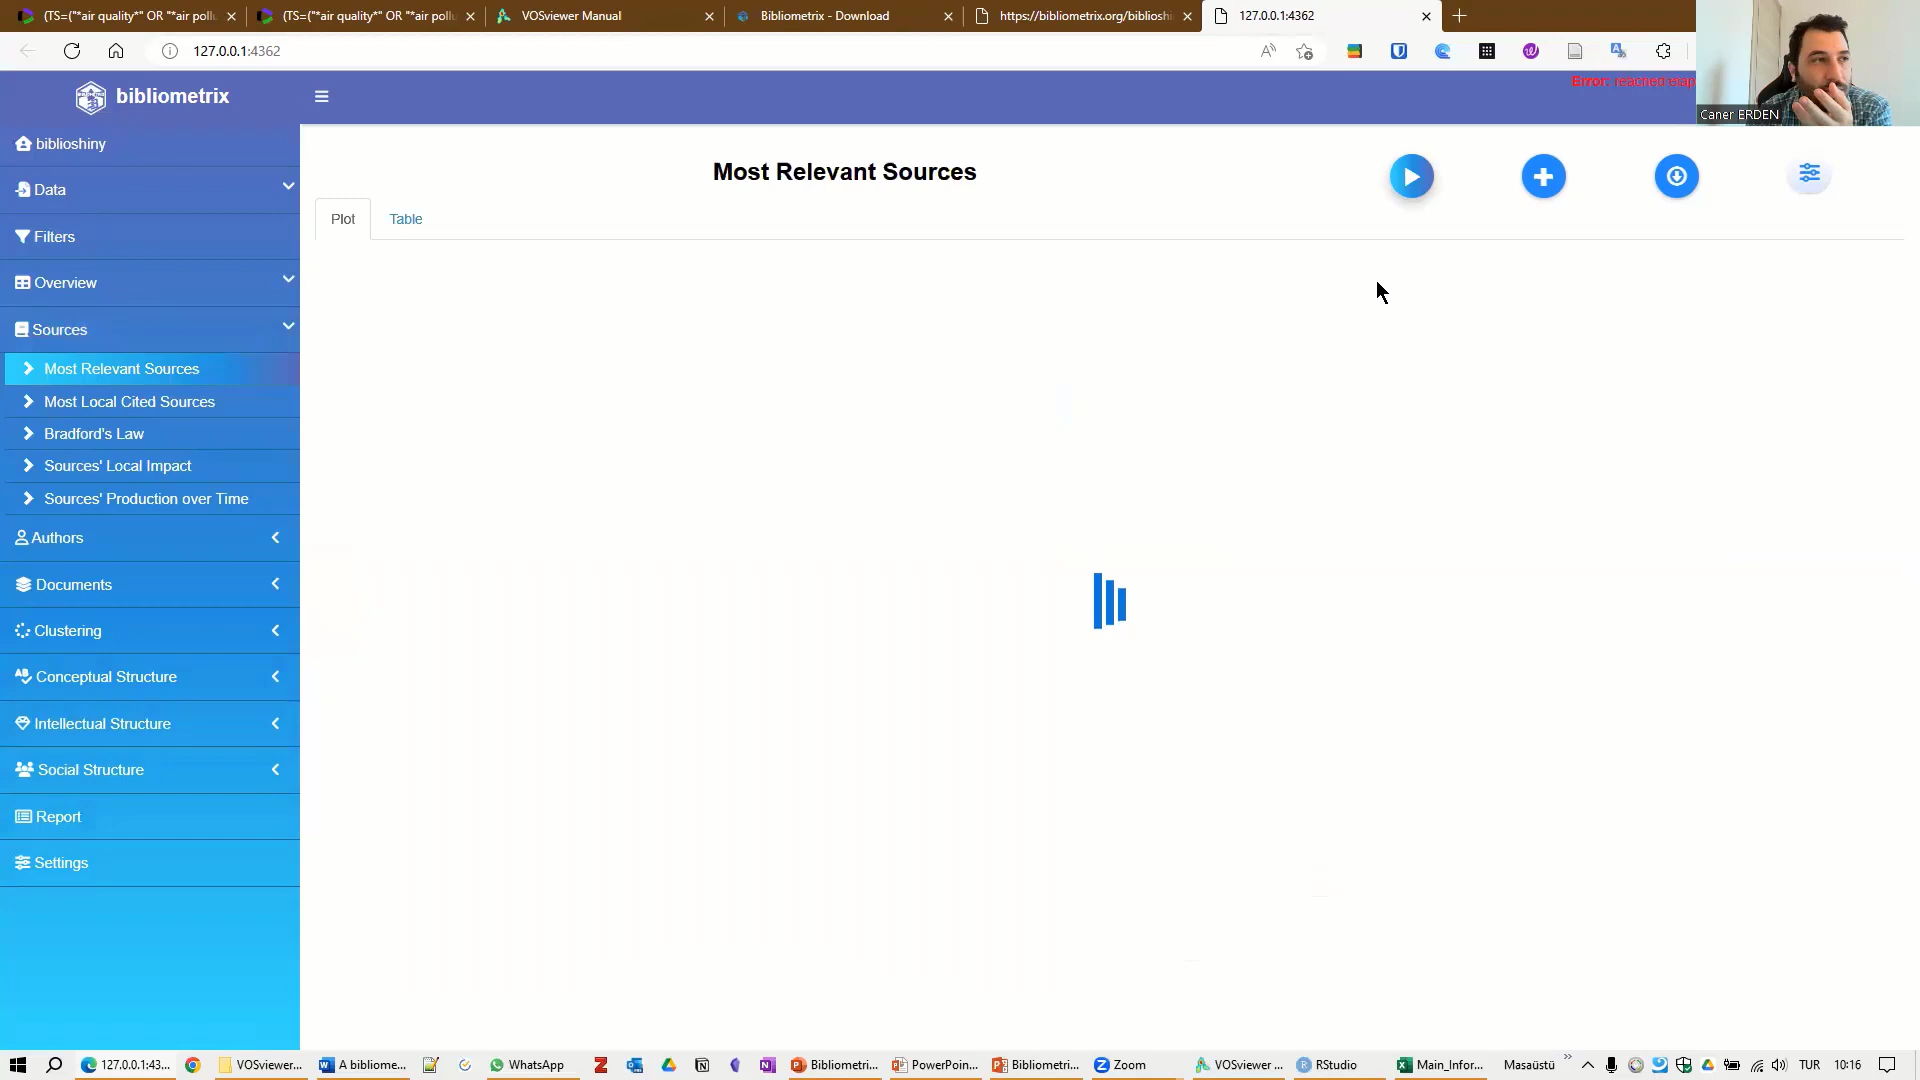 (TS=("*air quality*" OR "*air pollu
(TS=("*air quality*" OR "*air pollu
VOSviewer Manual
Bibliometrix - Download
https://bibliometrix.org/biblioshi
127.0.0.1:4362
127.0.0.1:4362
bibliometrix
Error: reached elap
Caner ERDEN
biblioshiny
Data
Filters
Overview
Sources
Most Relevant Sources
Most Local Cited Sources
Bradford's Law
Sources' Local Impact
Sources' Production over Time
Authors
Documents
Clustering
Conceptual Structure
Intellectual Structure
Social Structure
Report
Settings
Most Relevant Sources
Plot
Table
127.0.0.1:43...
VOSviewer...
A bibliome...
WhatsApp
Bibliometri...
PowerPoin...
Bibliometri...
Zoom
VOSviewer ...
RStudio
Main_Infor...
Masaüstü
TUR
10:16